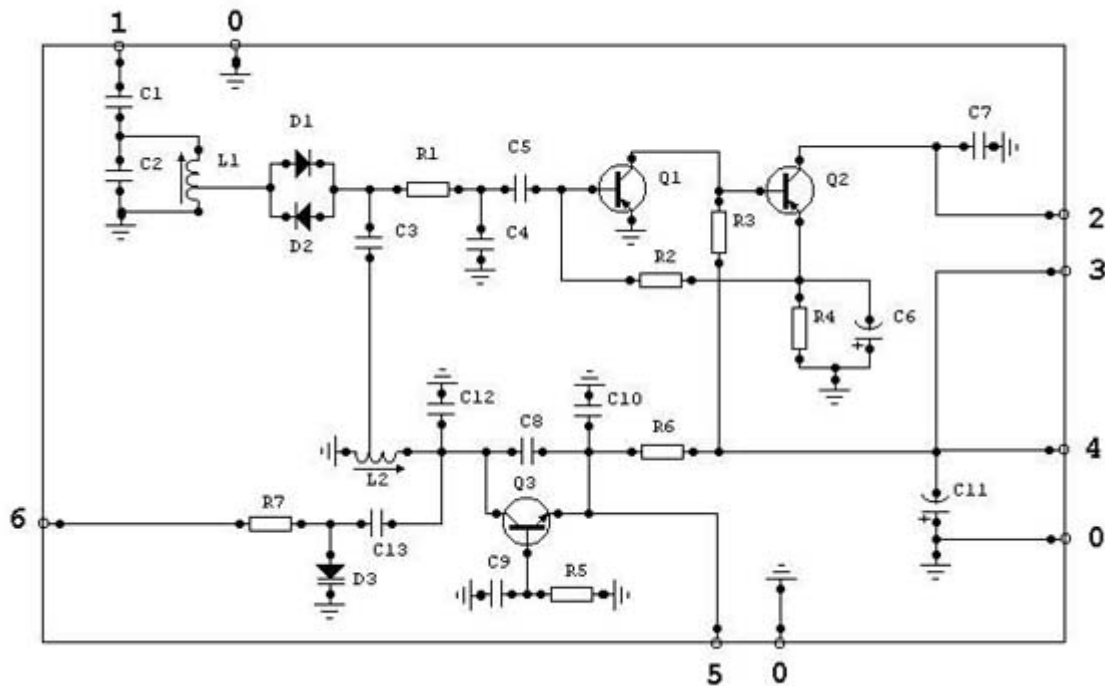 1 0
C1
D1
C7
C5
R1
C2 L1
Q1 Q2
2
R3
D2 C3 C4
R2
3
R4 C6
+
C12 C10
C8
R6
4
L2
Q3
C11
R7
6
+
0
C13
C9 R5
D3
5 0